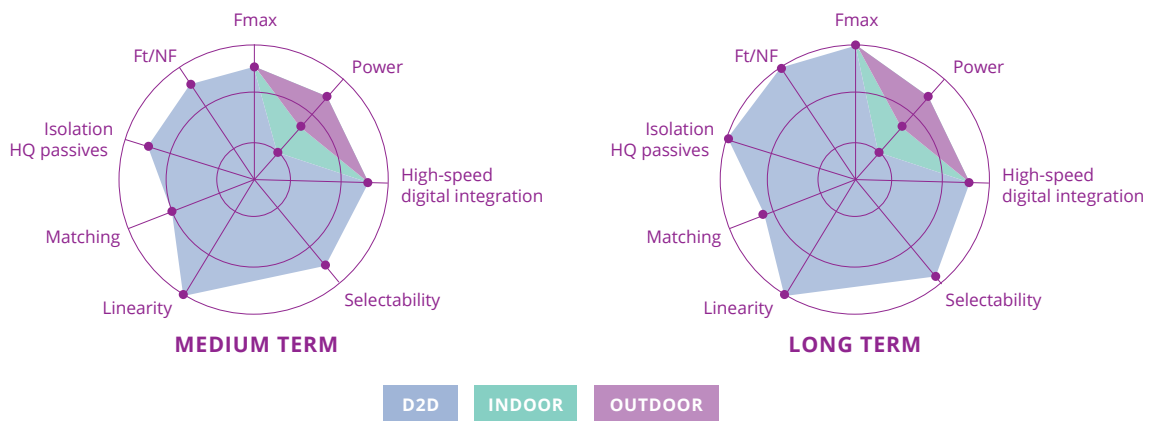 Fmax
Ft/NF
Power
Isolation
HQ passives
High-speed
digital integration
Matching
Linearity
Selectability
MEDIUM TERM
Fmax
Ft/NF
Power
Isolation
HQ passives
High-speed
digital integration
Matching
Linearity
Selectability
LONG TERM
D2D
INDOOR
OUTDOOR